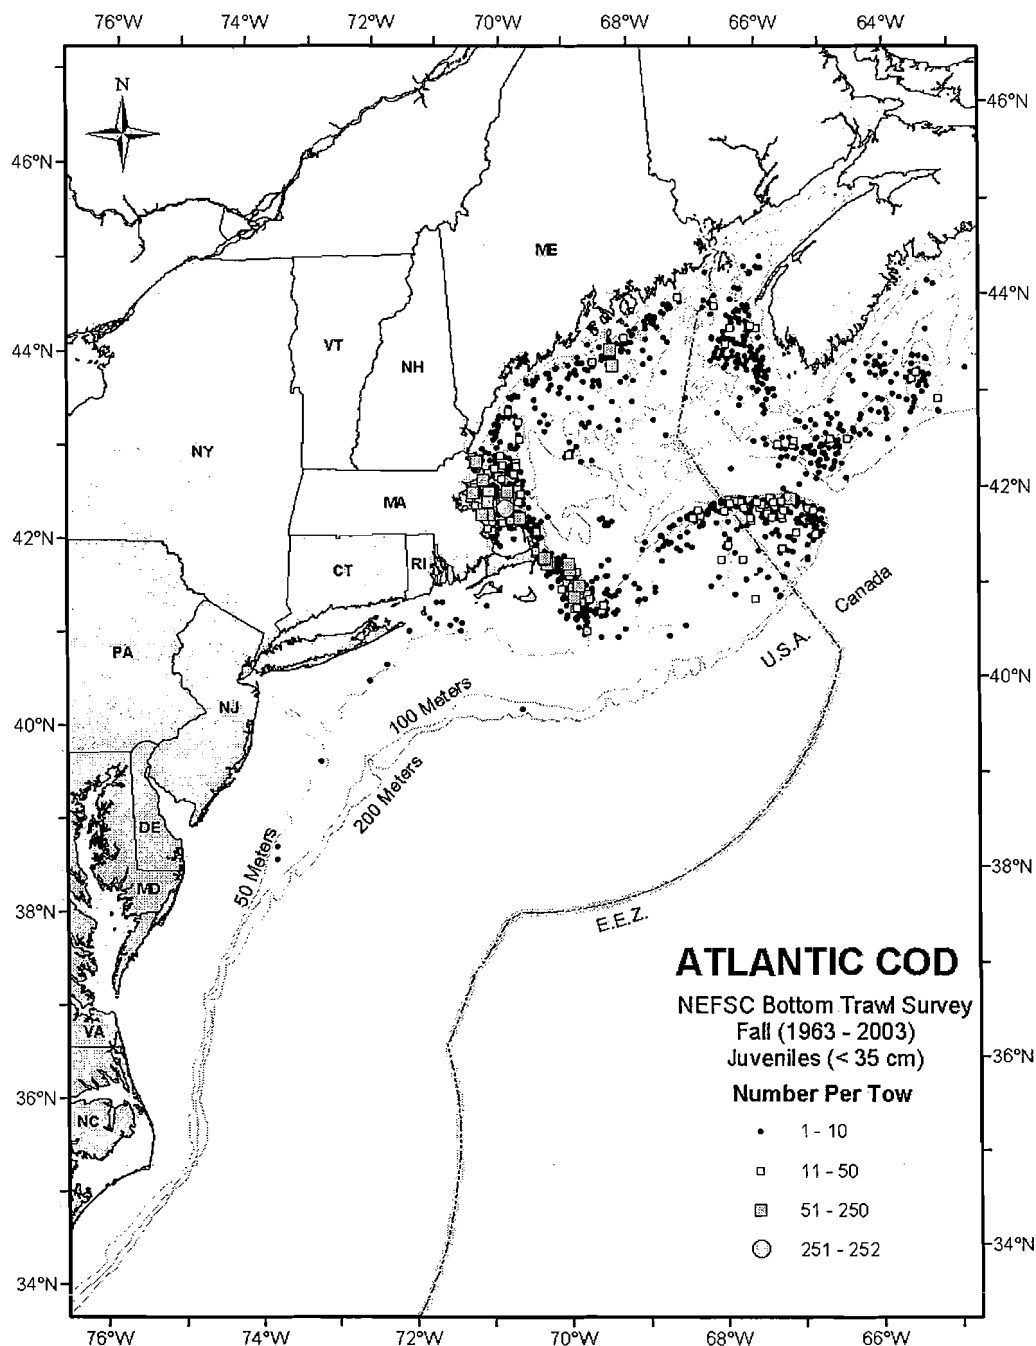 76°W 74°W 72°W 70°W 68°W 66°W 64°W
N
46°N
46°N
ME
44°N
44°N
VT
NH
NY
42°N
MA
42°N
CT
RI
Canada
PA
U.S.A.
40°N
NJ
100 Meters
40°N
200 Meters
DE
50 Meters
38°N
MD
38°N
E.E.Z.
ATLANTIC COD
NEFSC Bottom Trawl Survey
VA
Fall (1963 - 2003)
36°N
Juveniles (< 35 cm)
Number Per Tow
36°N
NC
1 - 10
11 - 50
51 - 250
34°N
251 - 252
34°N
76°W 74°W 72°W 70°W 68°W 66°W